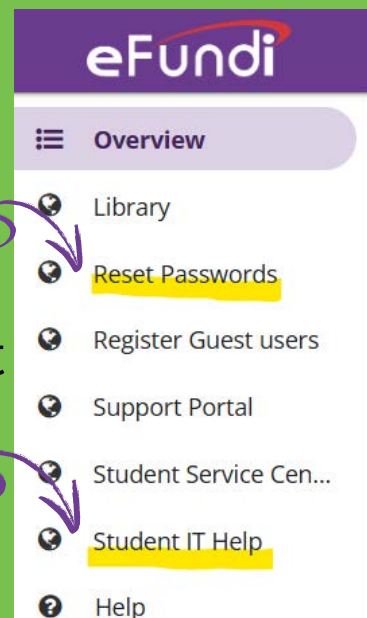 eFundi
Overview
Library
Reset Passwords
Register Guest users
Support Portal
Student Service Cen...
Student IT Help
Help